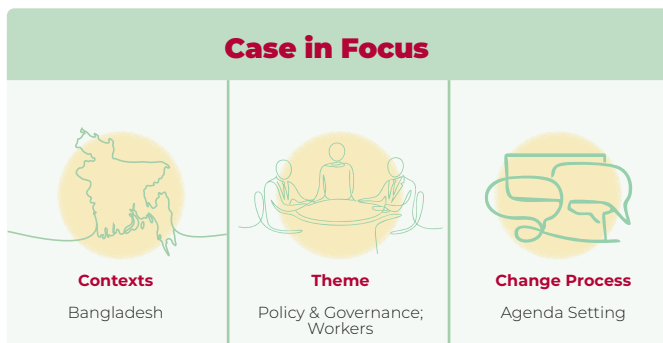 Case in Focus
Contexts
Bangladesh
Theme
Policy & Governance;
Workers
Change Process
Agenda Setting